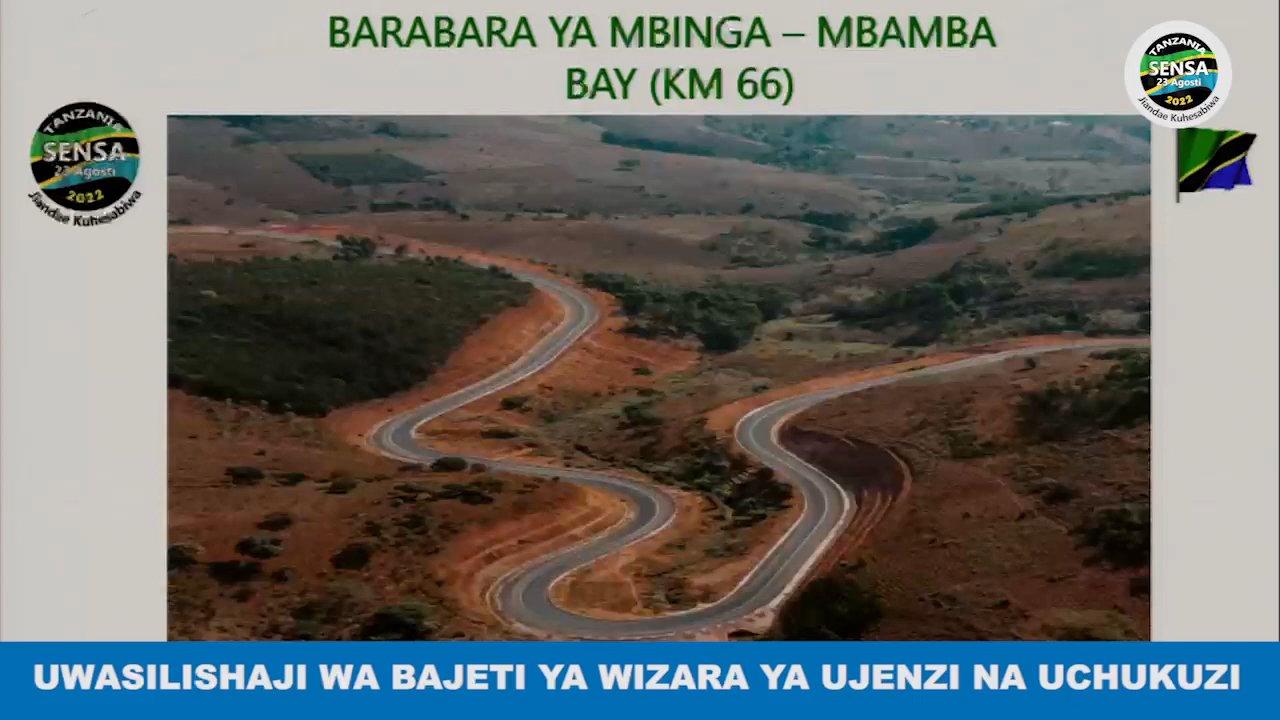 BARABARA YA MBINGA – MBAMBA
BAY (KM 66)
TANZANIA
SENSA
23 Agosti
2022
Jiandae Kuhesabiwa
TANZANIA
SENSA
23 Agosti
2022
Jiandae Kuhesabiwa
UWASILISHAJI WA BAJETI YA WIZARA YA UJENZI NA UCHUKUZI